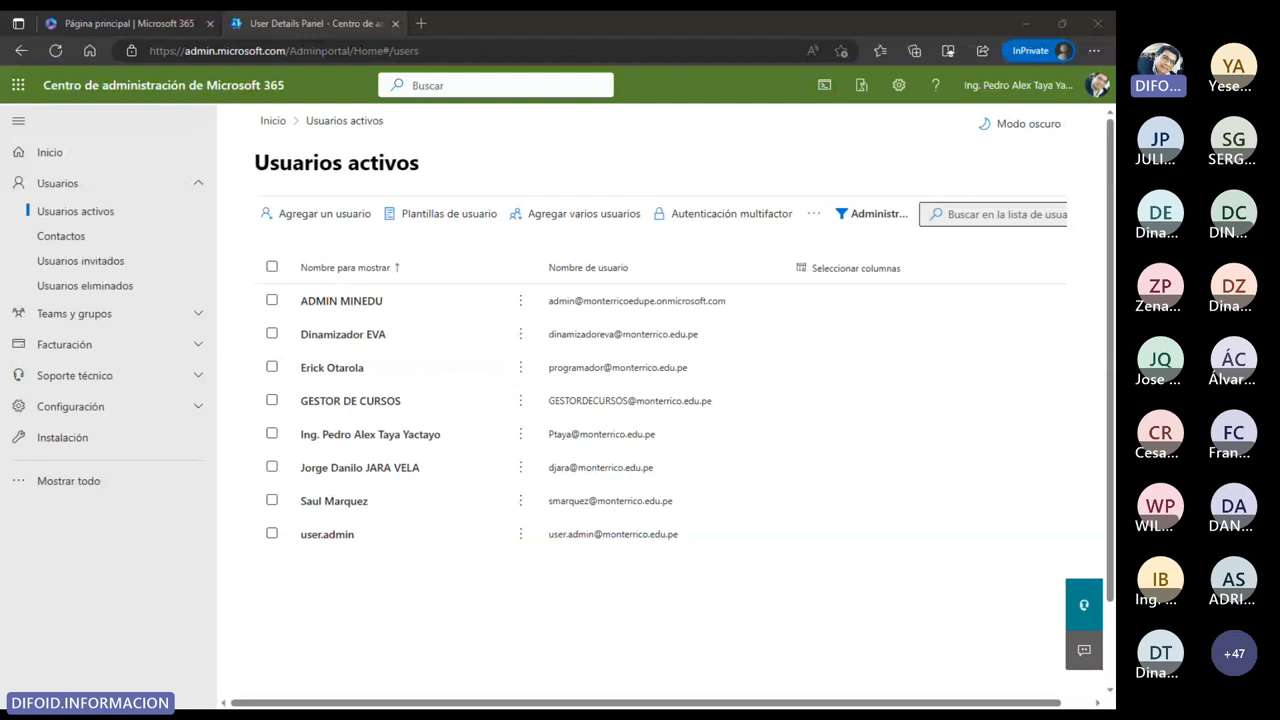 Página principal | Microsoft 365
User Details Panel - Centro de a
https://admin.microsoft.com/Adminportal/Home#/users
InPrivate
Centro de administración de Microsoft 365
Buscar
Ing. Pedro Alex Taya Ya...
Inicio
Usuarios
Usuarios activos
Contactos
Usuarios invitados
Usuarios eliminados
Teams y grupos
Facturación
Soporte técnico
Configuración
Instalación
Mostrar todo
Inicio > Usuarios activos
Modo oscuro
Usuarios activos
Agregar un usuario
Plantillas de usuario
Agregar varios usuarios
Autenticación multifactor
Administr...
Buscar en la lista de usua
Nombre para mostrar ↑
Nombre de usuario
Seleccionar columnas
ADMIN MINEDU
admin@monterricoedupe.onmicrosoft.com
Dinamizador EVA
dinamizadoreva@monterrico.edu.pe
Erick Otarola
programador@monterrico.edu.pe
GESTOR DE CURSOS
GESTORDECURSOS@monterrico.edu.pe
Ing. Pedro Alex Taya Yactayo
Ptaya@monterrico.edu.pe
Jorge Danilo JARA VELA
djara@monterrico.edu.pe
Saul Marquez
smarquez@monterrico.edu.pe
user.admin
user.admin@monterrico.edu.pe
DIFOID.INFORMACION
DIFO...
YA
Yese...
JP
JULI...
SG
SERG...
DE
Dina...
DC
DIN...
ZP
Zena...
DZ
Dina...
JQ
Jose ...
ÁC
Álvar...
CR
Cesa...
FC
Fran...
WP
WIL...
DA
DAN...
IB
Ing. ...
AS
ADRI...
DT
Dina...
+47